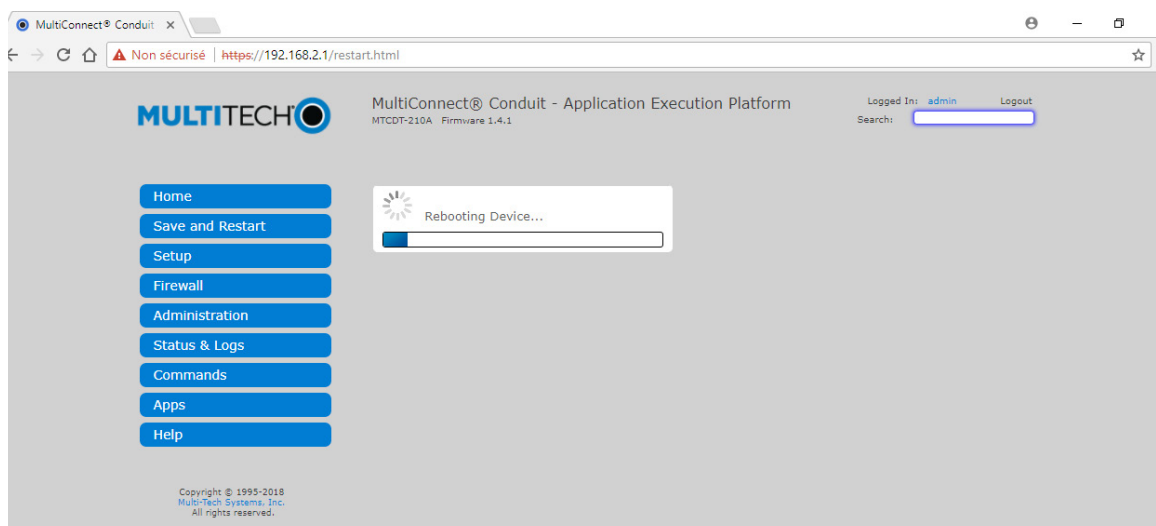 MultiConnect® Conduit
Non sécurisé | https://192.168.2.1/restart.html
MULTITECH
MultiConnect® Conduit - Application Execution Platform
MTCDT-210A Firmware 1.4.1
Logged In: admin Logout
Search:
Home
Save and Restart
Setup
Firewall
Administration
Status & Logs
Commands
Apps
Help
Rebooting Device...
Copyright © 1995-2018
Multi-Tech Systems, Inc.
All rights reserved.